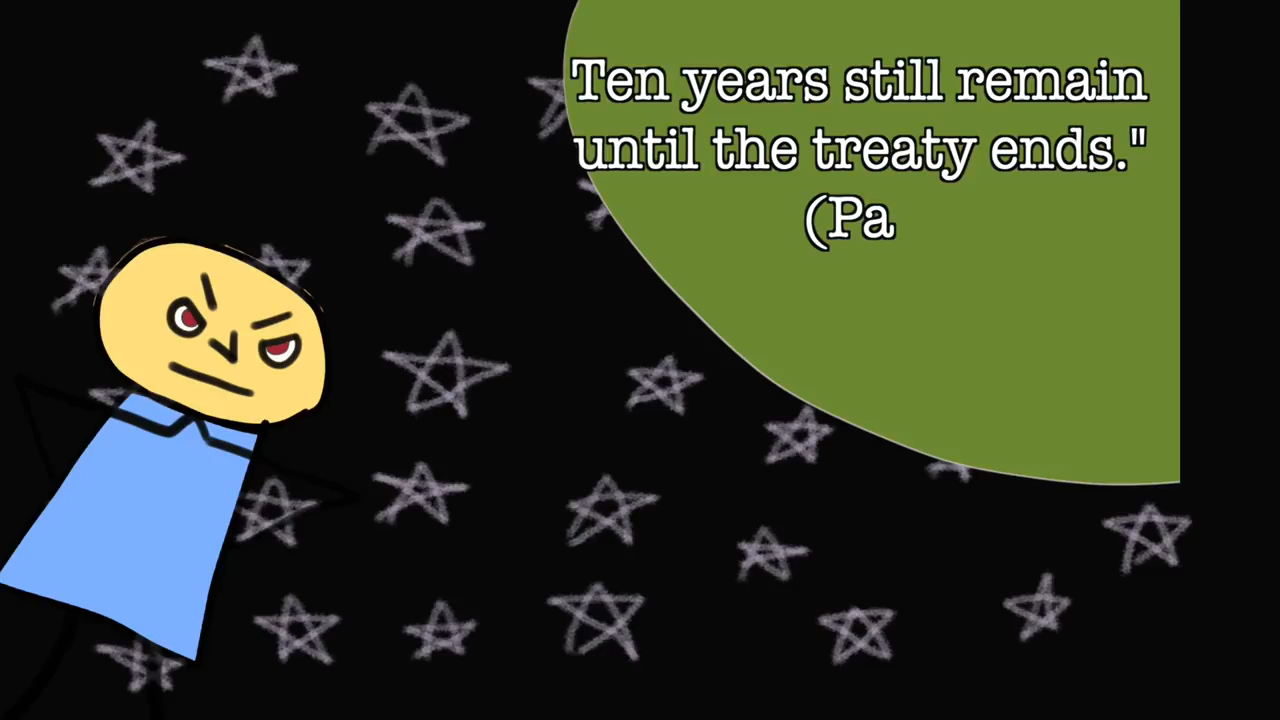 Ten years still remain
until the treaty ends."
(Pa